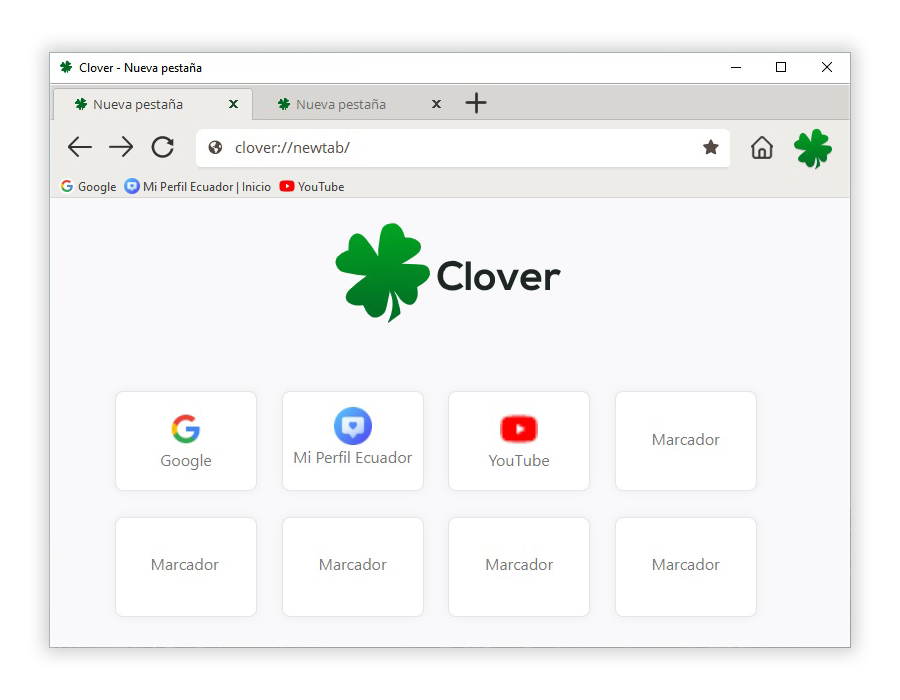 Clover - Nueva pestaña
Nueva pestaña
Nueva pestaña
clover://newtab/
Google
Mi Perfil Ecuador | Inicio
YouTube
Clover
Google
Mi Perfil Ecuador
YouTube
Marcador
Marcador
Marcador
Marcador
Marcador